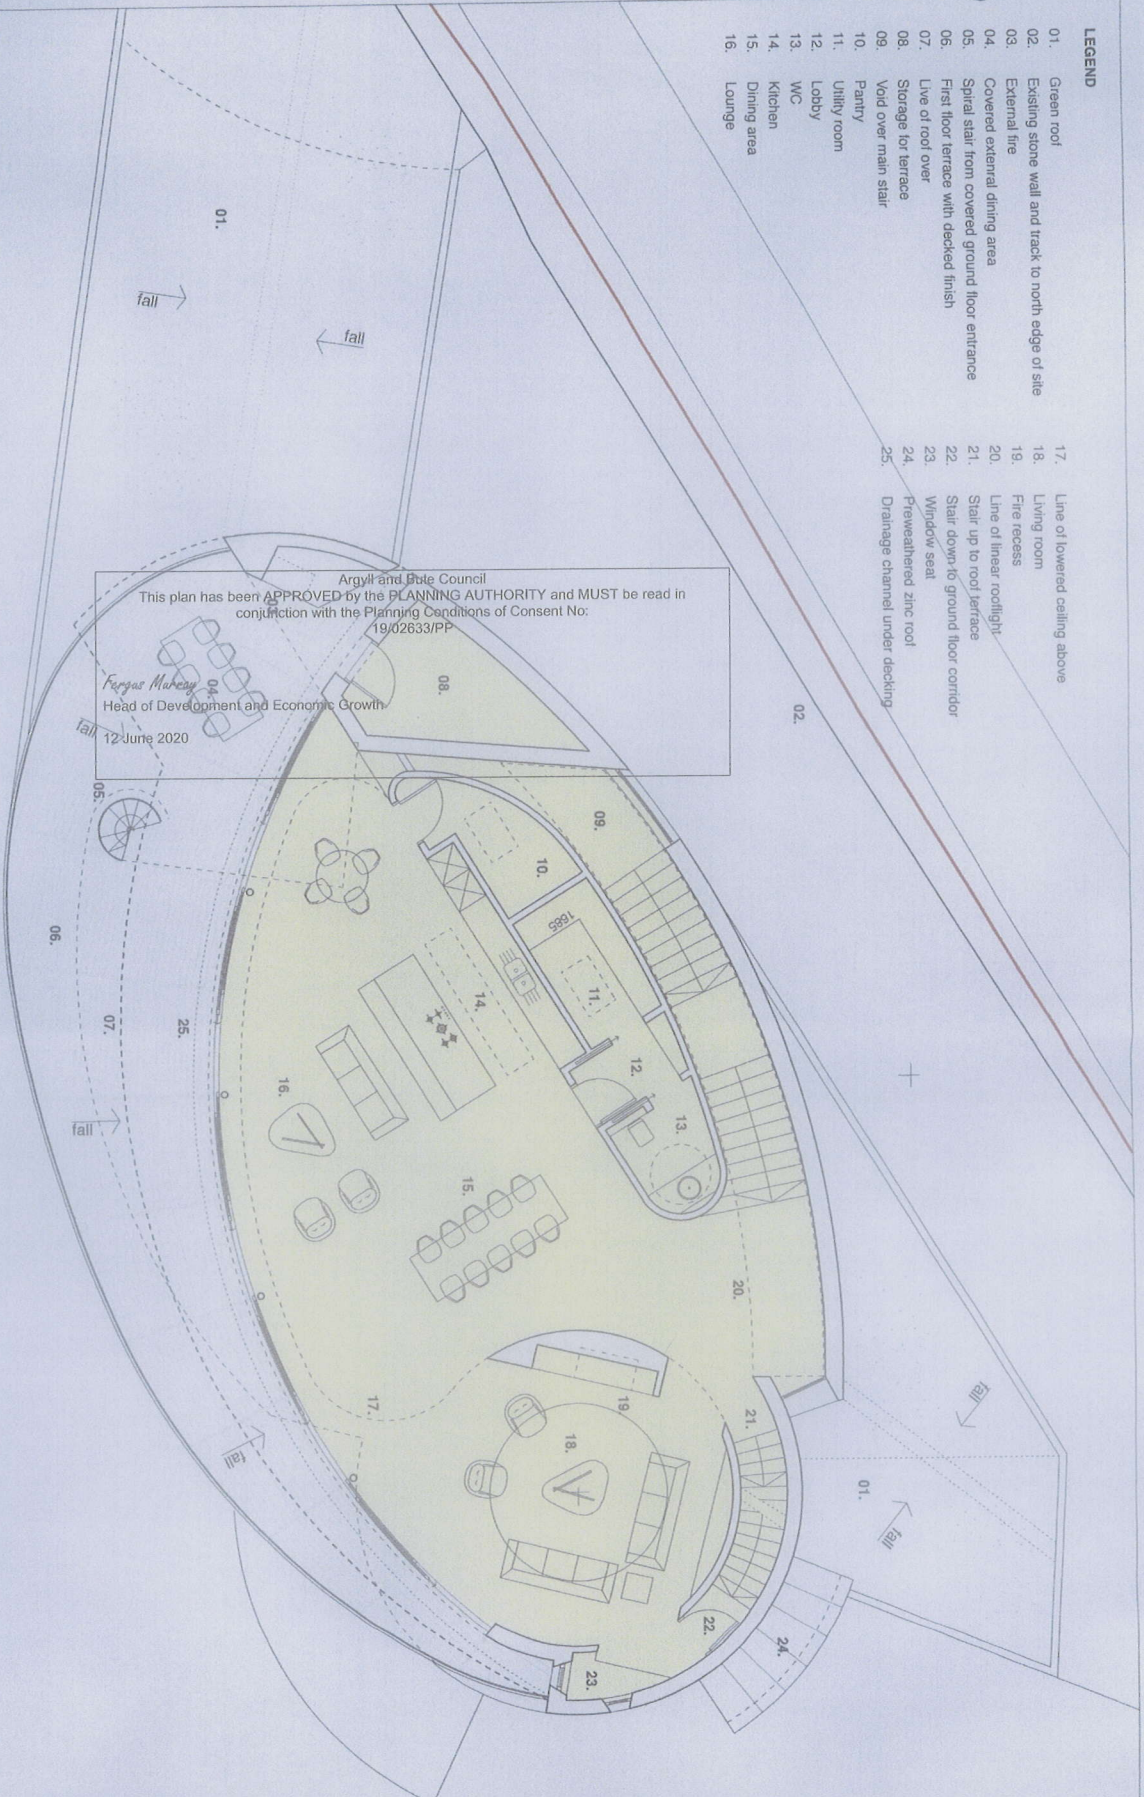 LEGEND
01. Green roof
02. Existing stone wall and track to north edge of site
03. External fire
04. Covered extenral dining area
05. Spiral stair from covered ground floor entrance
06. First floor terrace with decked finish
07. Live of roof over
08. Storage for terrace
09. Void over main stair
10. Pantry
11. Utility room
12. Lobby
13. WC
14. Kitchen
15. Dining area
16. Lounge
17. Line of lowered ceiling above
18. Living room
19. Fire recess
20. Line of linear rooflight
21. Stair up to roof terrace
22. Stair down to ground floor corridor
23. Window seat
24. Preweathered zinc roof
25. Drainage channel under decking
01.
fall
fall
Argyll and Bute Council
This plan has been APPROVED by the PLANNING AUTHORITY and MUST be read in
conjunction with the Planning Conditions of Consent No:
19/02633/PP
Fergus Murray
Head of Development and Economic Growth
12 June 2020
04.
fall
05.
06.
07.
25.
fall
08.
02.
09.
10.
1665
11.
12.
13.
14.
16.
15.
20.
17.
fall
19
18.
21.
22.
23.
24.
01.
fall
fall